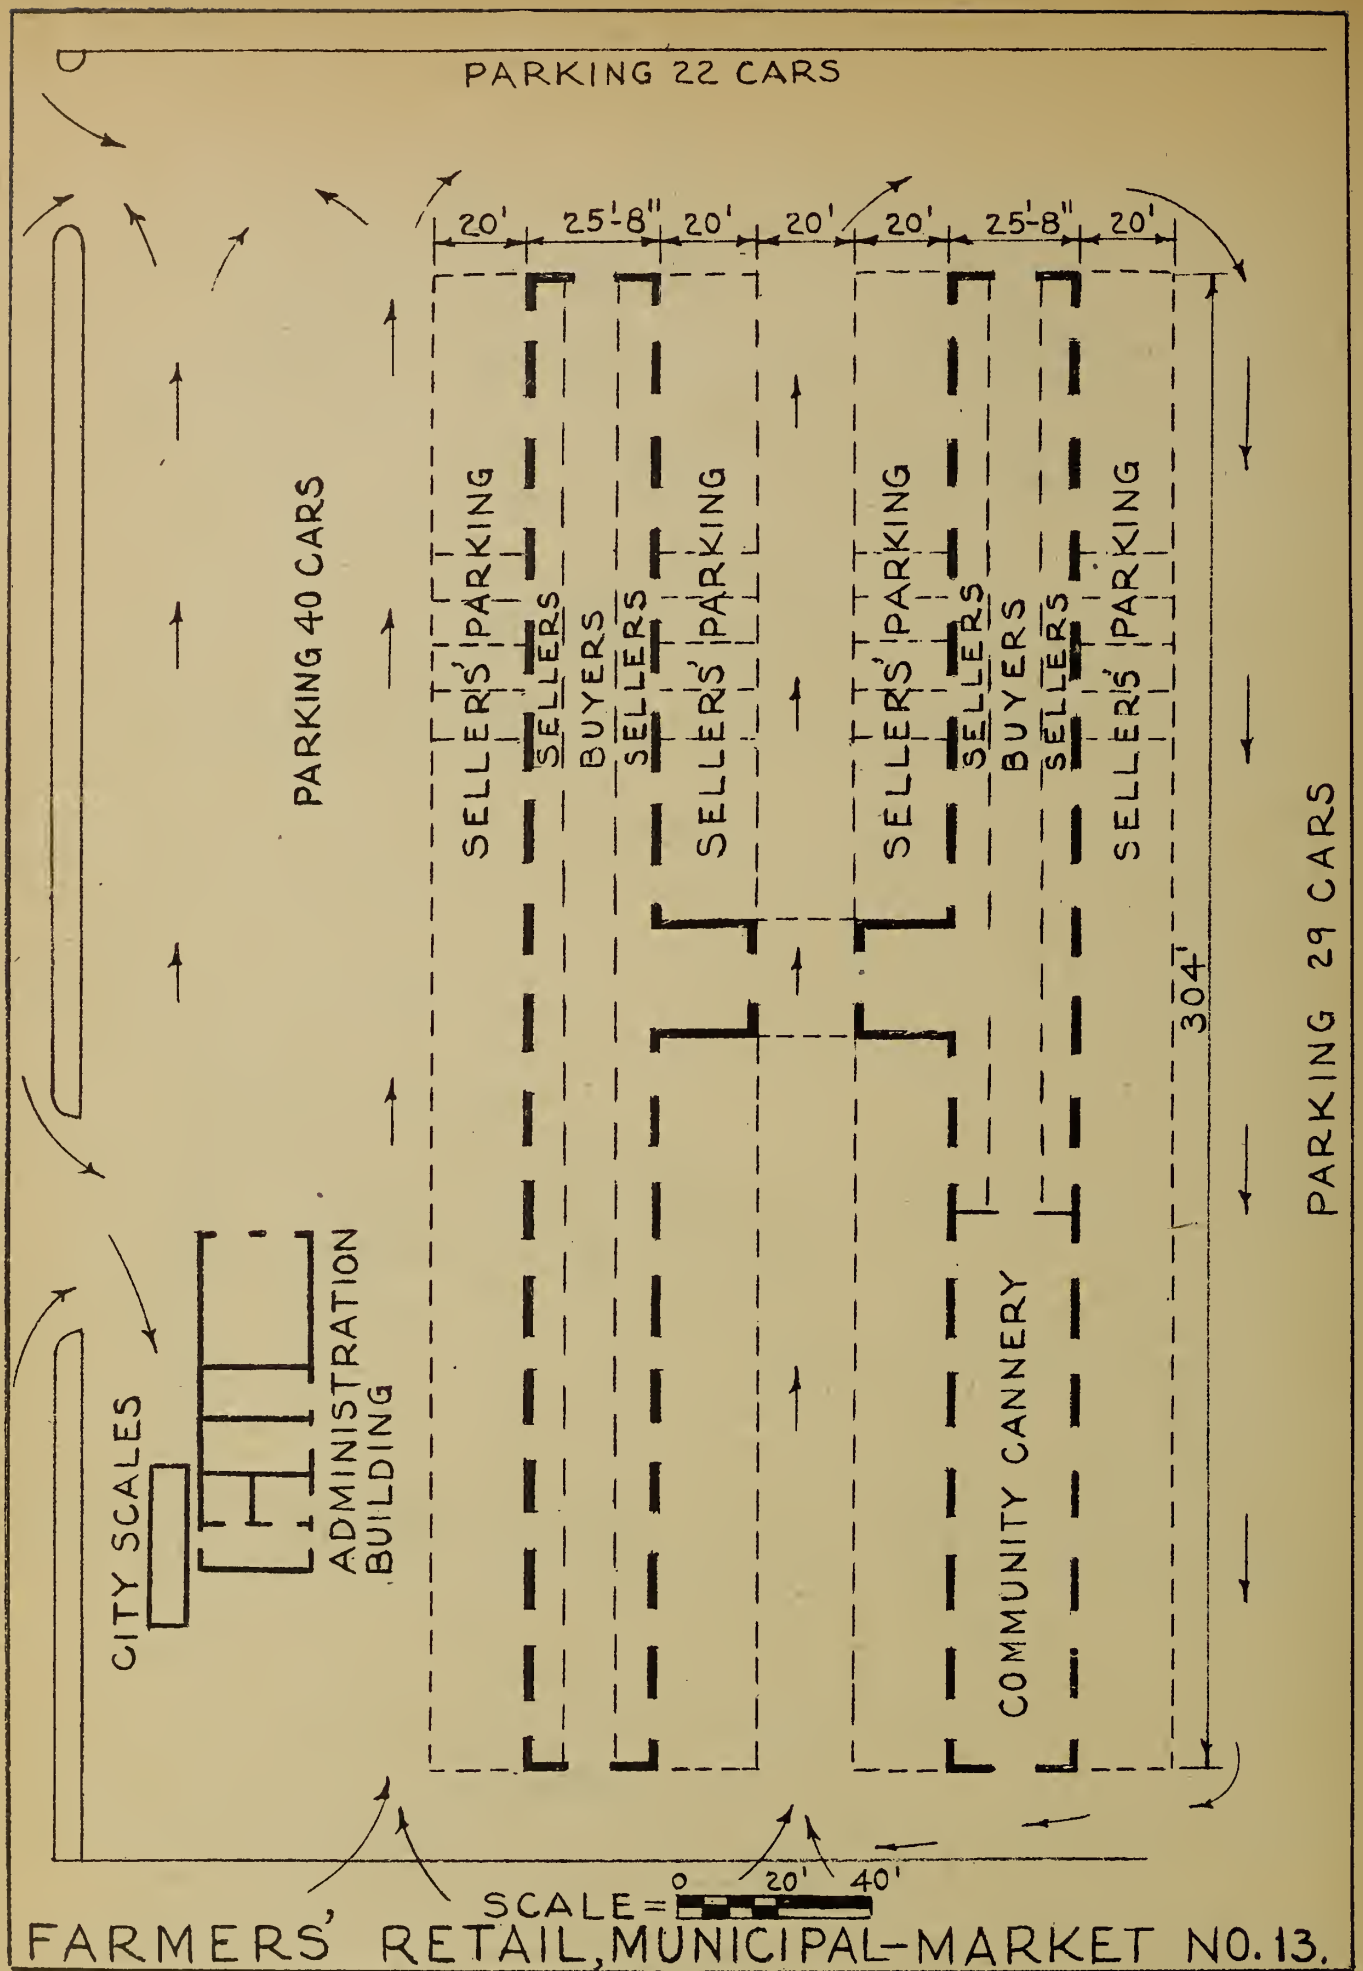 PARKING 22 CARS
20' 25'-8" 20' 20' 20' 25'-8" 20'
PARKING 40 CARS
SELLERS' PARKING
SELLERS
BUYERS
SELLERS
SELLERS' PARKING
SELLERS' PARKING
SELLERS
BUYERS
SELLERS
SELLERS' PARKING
304'
PARKING 29 CARS
CITY SCALES
ADMINISTRATION
BUILDING
COMMUNITY CANNERY
SCALE = 0 20' 40'
FARMERS' RETAIL, MUNICIPAL-MARKET NO. 13.